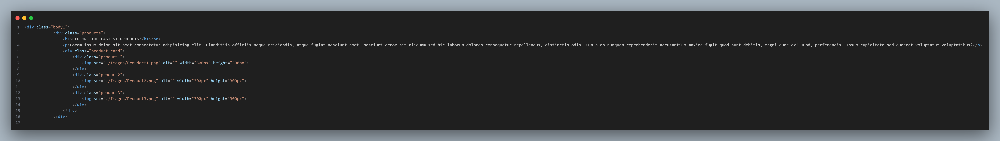 1 <div class="body1">
2             <div class="products">
3                 <h1>EXPLORE THE LASTEST PRODUCTS</h1><br>
4                 <p>Lorem ipsum dolor sit amet consectetur adipisicing elit. Blanditiis officiis neque reiciendis, atque fugiat nesciunt amet! Nesciunt error sit aliquam sed hic laborum dolores consequatur repellendus, distinctio odio! Cum a ab numquam reprehenderit accusantium maxime fugit quod sunt debitis, magni quae ex! Quod, perferendis. Ipsum cupiditate sed quaerat voluptatum voluptatibus?</p>
5                 <div class="product-card">
6                     <div class="product1">
7                         <img src="./Images/Proudoct1.png" alt="" width="300px" height="300px">
8                     </div>
9                     <div class="product2">
10                         <img src="./Images/Product2.png" alt="" width="300px" height="300px">
11                     </div>
12                     <div class="product3">
13                         <img src="./Images/Product3.png" alt="" width="300px" height="300px">
14                     </div>
15                 </div>
16             </div>
17